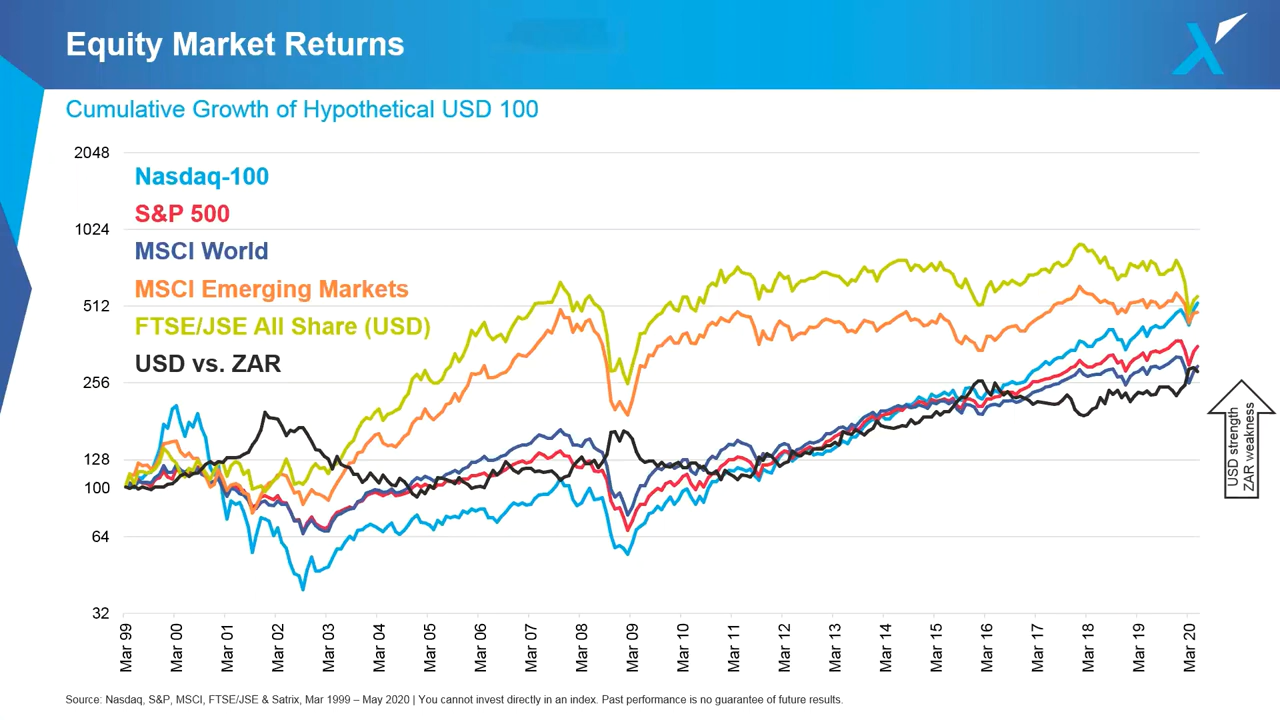 Equity Market Returns
Cumulative Growth of Hypothetical USD 100
2048
1024
512
256
128
100
64
32
Nasdaq-100
S&P 500
MSCI World
MSCI Emerging Markets
FTSE/JSE All Share (USD)
USD vs. ZAR
Mar 99
Mar 00
Mar 01
Mar 02
Mar 03
Mar 04
Mar 05
Mar 06
Mar 07
Mar 08
Mar 09
Mar 10
Mar 11
Mar 12
Mar 13
Mar 14
Mar 15
Mar 16
Mar 17
Mar 18
Mar 19
Mar 20
USD strength
ZAR weakness
Source: Nasdaq, S&P, MSCI, FTSE/JSE & Satrix, Mar 1999 – May 2020 | You cannot invest directly in an index. Past performance is no guarantee of future results.